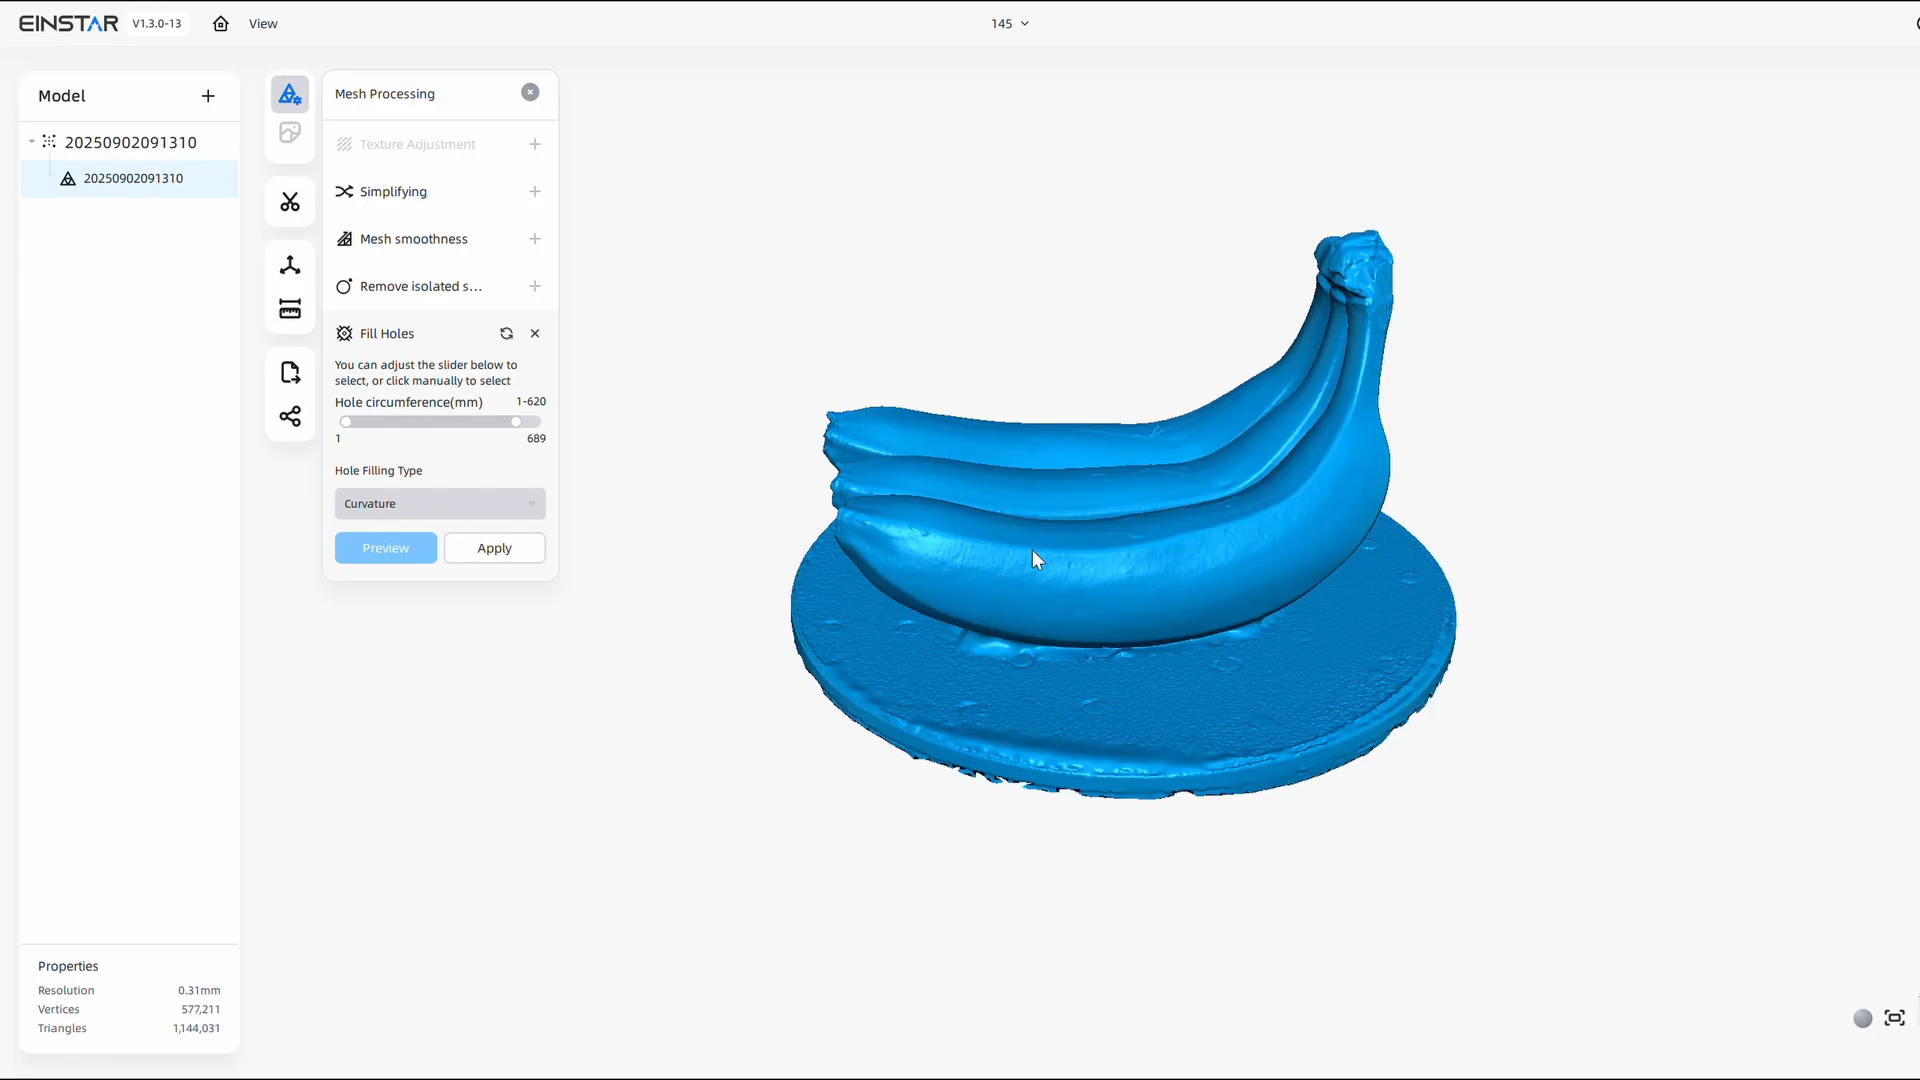 EINSTAR V1.3.0-13 View 145
Model
20250902091310
20250902091310
Mesh Processing
Texture Adjustment
Simplifying
Mesh smoothness
Remove isolated s...
Fill Holes
You can adjust the slider below to
select, or click manually to select
Hole circumference(mm) 1-620
1 689
Hole Filling Type
Curvature
Preview Apply
Properties
Resolution 0.31mm
Vertices 577,211
Triangles 1,144,031